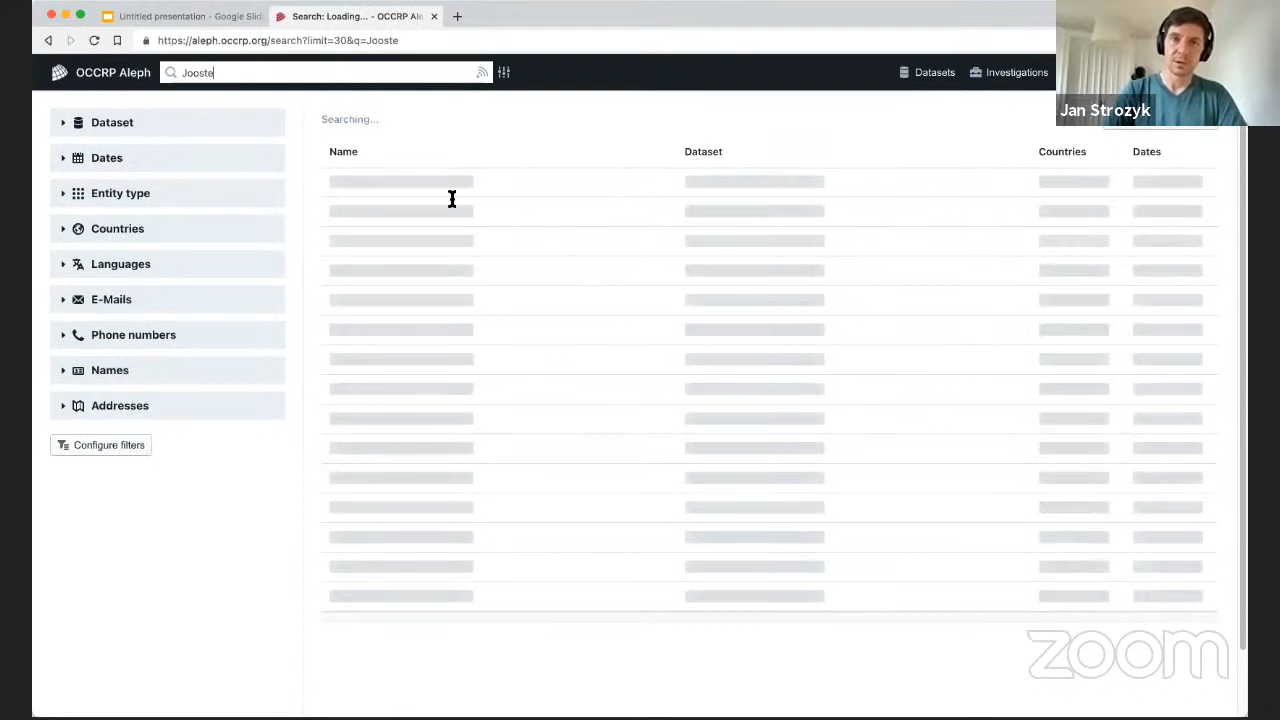 Untitled presentation - Google Slid
Search: Loading... - OCCRP Ale
https://aleph.occrp.org/search?limit=30&q=Jooste
OCCRP Aleph
Jooste
Datasets
Investigations
Jan Strozyk
Dataset
Dates
Entity type
Countries
Languages
E-Mails
Phone numbers
Names
Addresses
Configure filters
Searching...
Name Dataset Countries Dates
zoom